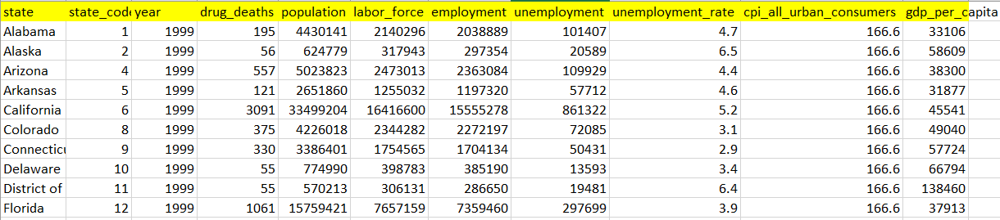 state state_code year drug_deaths population labor_force employment unemployment unemployment_rate cpi_all_urban_consumers gdp_per_capita
Alabama 1 1999 195 4430141 2140296 2038889 101407 4.7 166.6 33106
Alaska 2 1999 56 624779 317943 297354 20589 6.5 166.6 58609
Arizona 4 1999 557 5023823 2473013 2363084 109929 4.4 166.6 38300
Arkansas 5 1999 121 2651860 1255032 1197320 57712 4.6 166.6 31877
California 6 1999 3091 33499204 16416600 15555278 861322 5.2 166.6 45541
Colorado 8 1999 375 4226018 2344282 2272197 72085 3.1 166.6 49040
Connecticu 9 1999 330 3386401 1754565 1704134 50431 2.9 166.6 57724
Delaware 10 1999 55 774990 398783 385190 13593 3.4 166.6 66794
District of 11 1999 55 570213 306131 286650 19481 6.4 166.6 138460
Florida 12 1999 1061 15759421 7657159 7359460 297699 3.9 166.6 37913